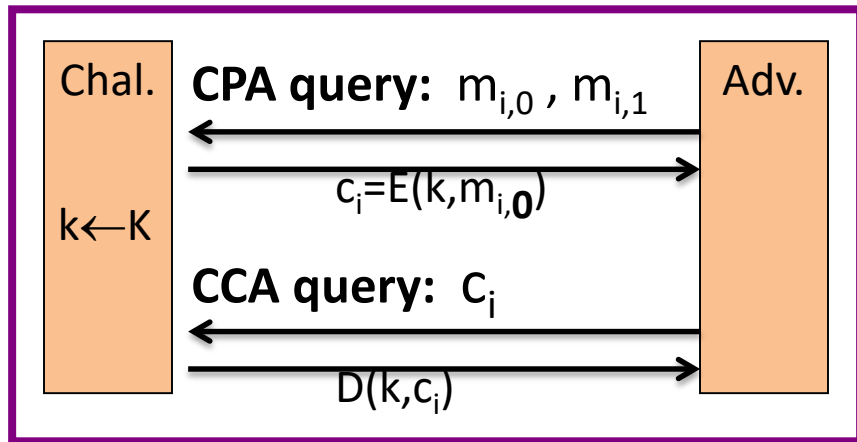 Chal.
CPA query: m_{i,0} , m_{i,1}
Adv.
c_i=E(k,m_{i,0})
k←K
CCA query: c_i
D(k,c_i)